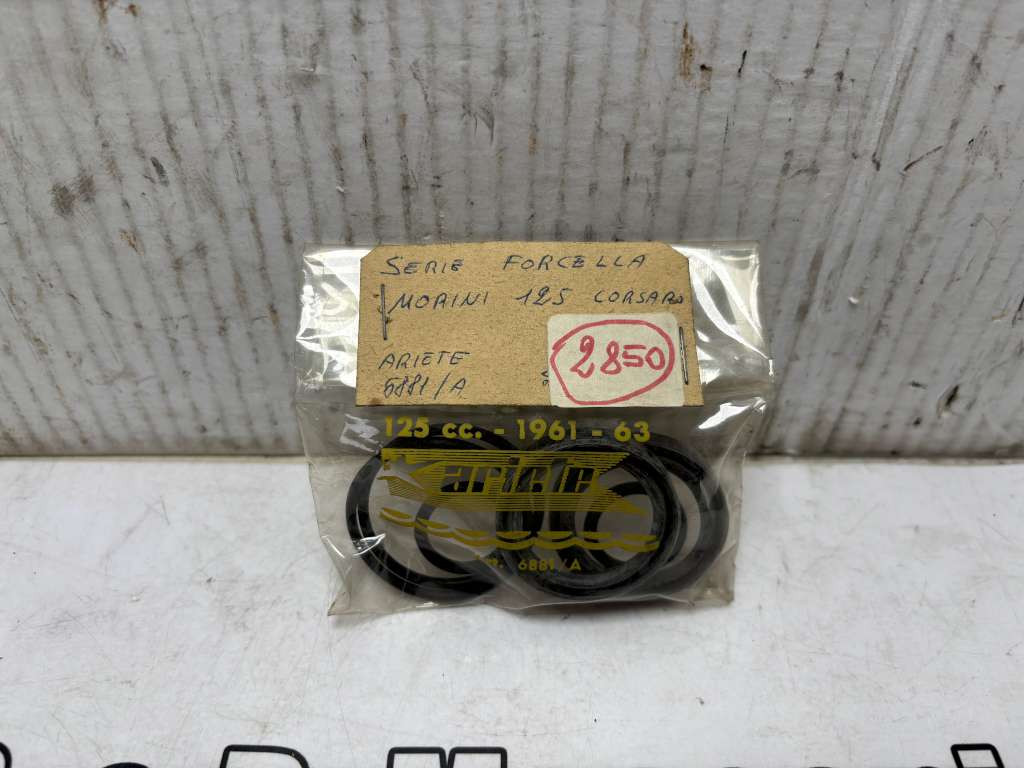 SERIE FORCELLA
MORINI 125 CORSARO
ARIETE
6881/A
2850
125 cc. - 1961 - 63
ariete
6881/A